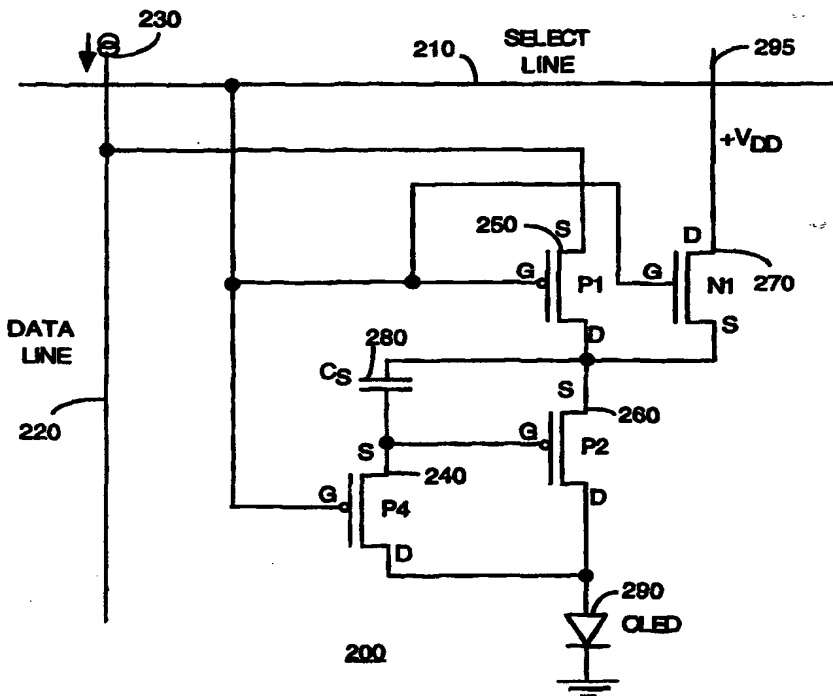 230
SELECT
LINE
210
295
+VDD
S
250
D
G
P1
G
N1
270
D
S
DATA
LINE
280
CS
S
260
220
G
P2
S
240
G
P4
D
D
290
OLED
200